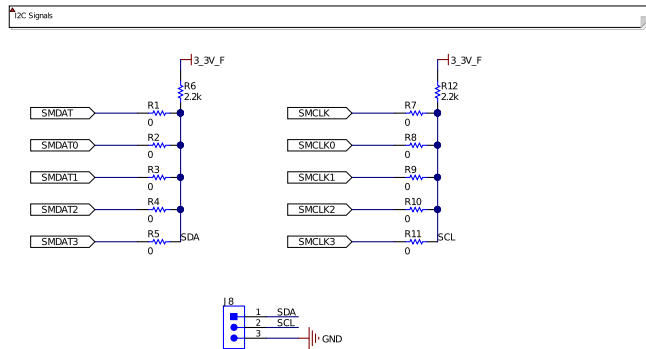 I2C Signals
3_3V_F
3_3V_F
R6
2.2k
R12
2.2k
SMDAT
R1
0
SMCLK
R7
0
SMDAT0
R2
0
SMCLK0
R8
0
SMDAT1
R3
0
SMCLK1
R9
0
SMDAT2
R4
0
SMCLK2
R10
0
SMDAT3
R5
0
SDA
SMCLK3
R11
0
SCL
J8
1 SDA
2 SCL
3
GND